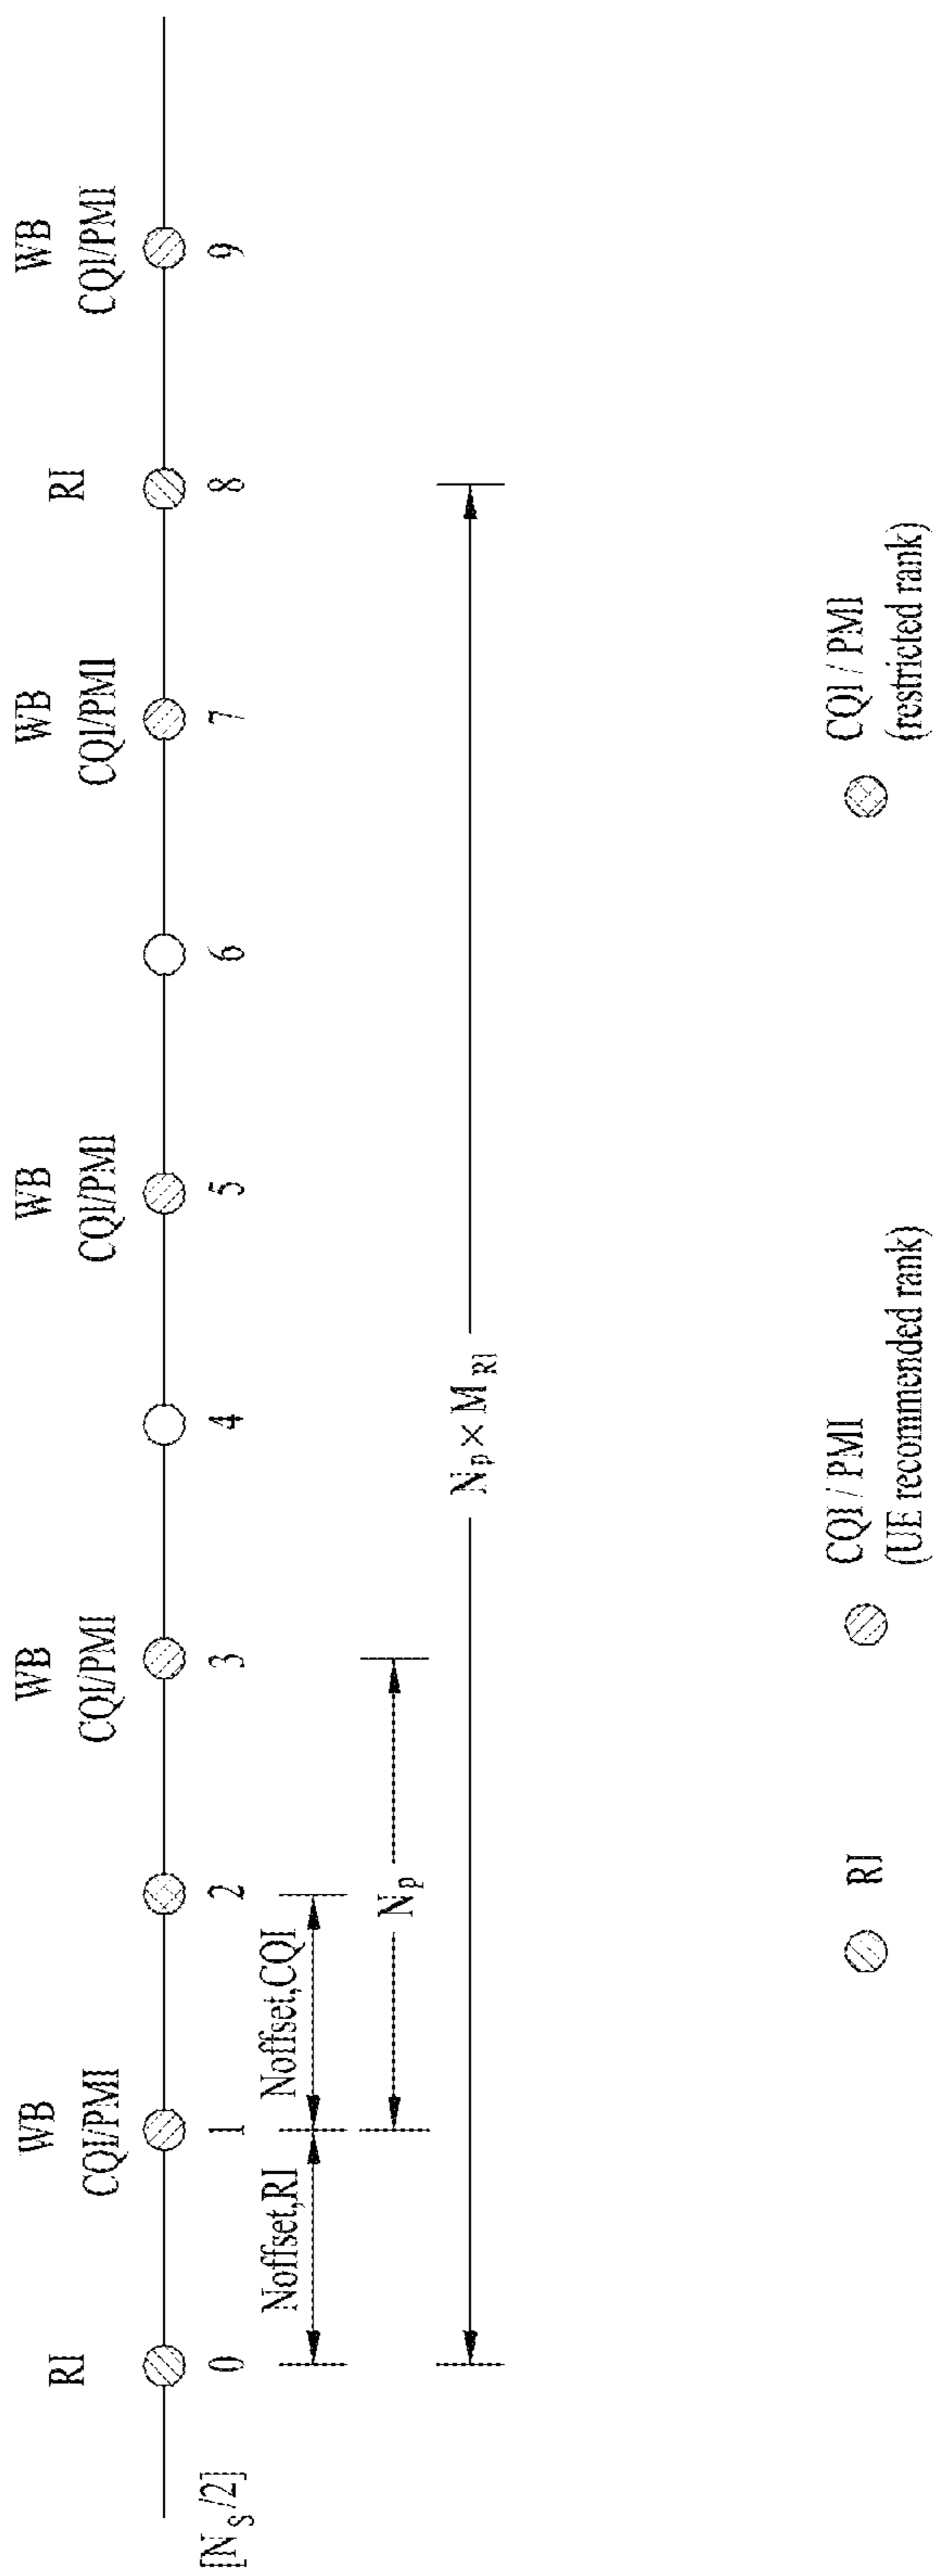 RI
WB
CQI/PMI
WB
CQI/PMI
WB
CQI/PMI
WB
CQI/PMI
RI
WB
CQI/PMI
[N_S/2]
0
1
2
3
4
5
6
7
8
9
Noffset,RI
Noffset,CQI
N_p
N_p × M_RI
RI
CQI / PMI
(UE recommended rank)
CQI / PMI
(restricted rank)